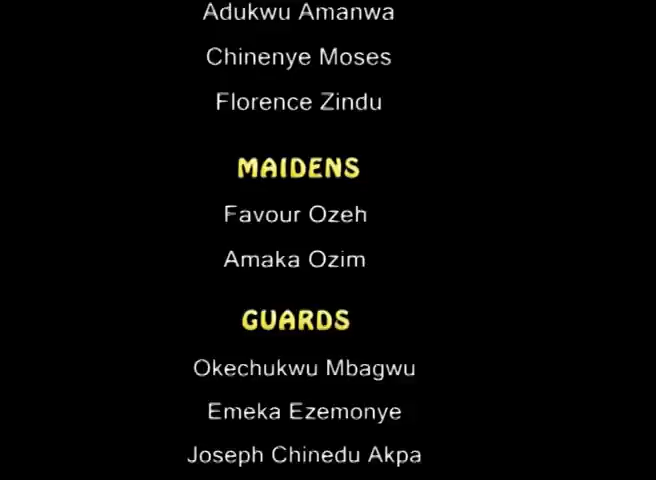 Adukwu Amanwa
Chinenye Moses
Florence Zindu
MAIDENS
Favour Ozeh
Amaka Ozim
GUARDS
Okechukwu Mbagwu
Emeka Ezemonye
Joseph Chinedu Akpa